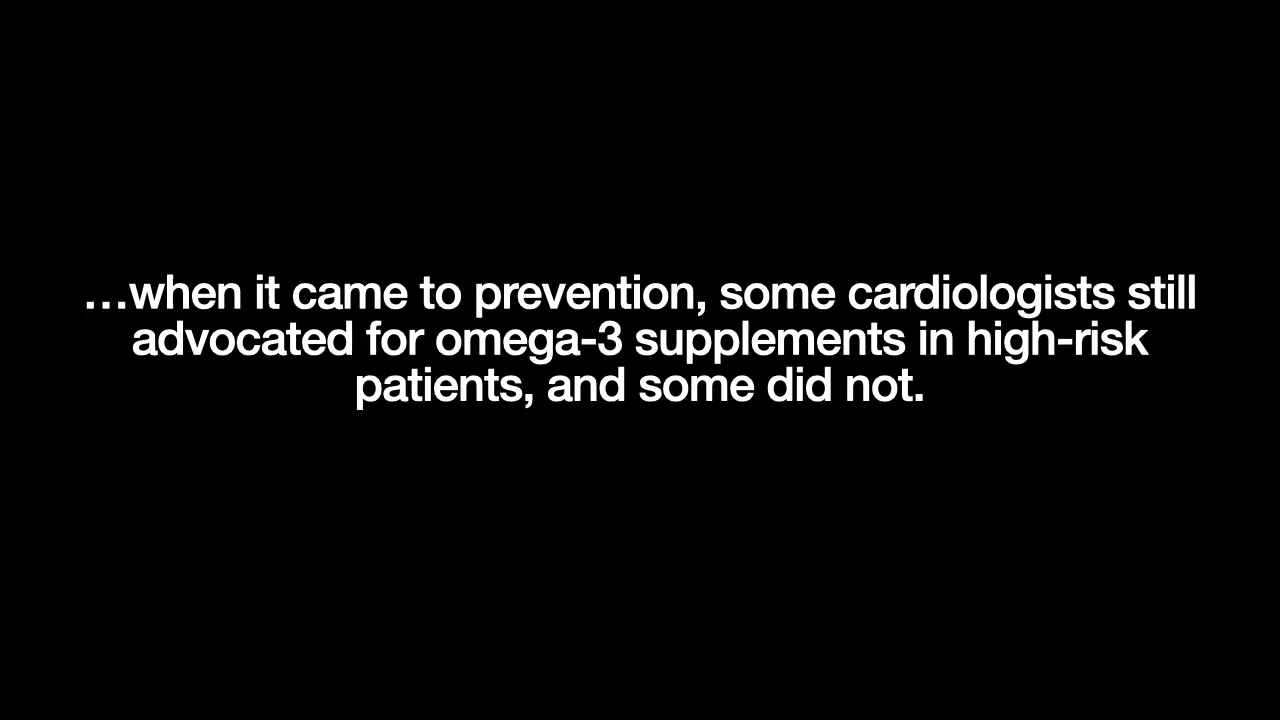 …when it came to prevention, some cardiologists still
advocated for omega-3 supplements in high-risk
patients, and some did not.